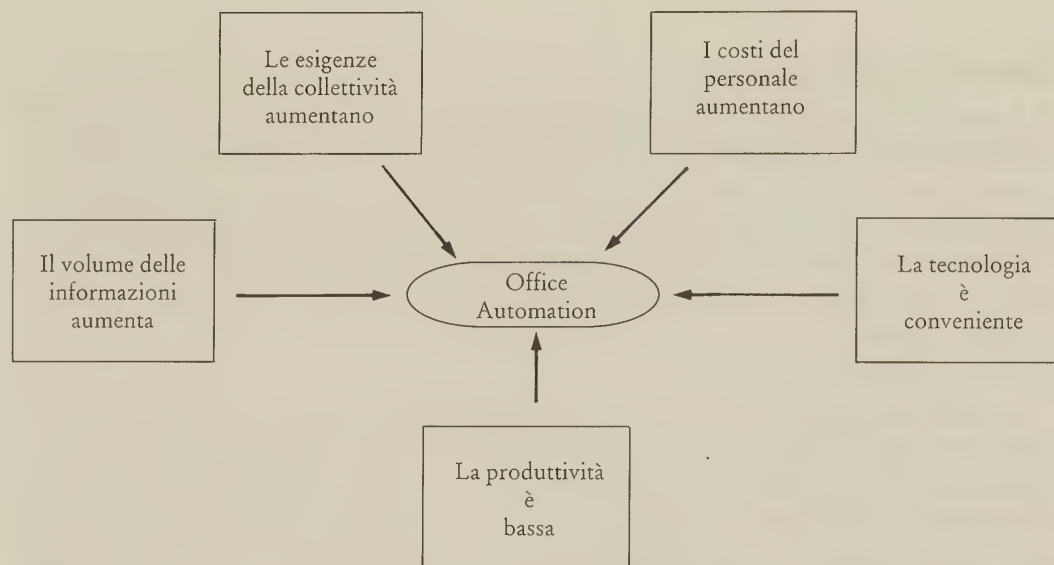 Le esigenze
della collettività
aumentano
I costi del
personale
aumentano
Il volume delle
informazioni
aumenta
Office
Automation
La tecnologia
è
conveniente
La produttività
è
bassa